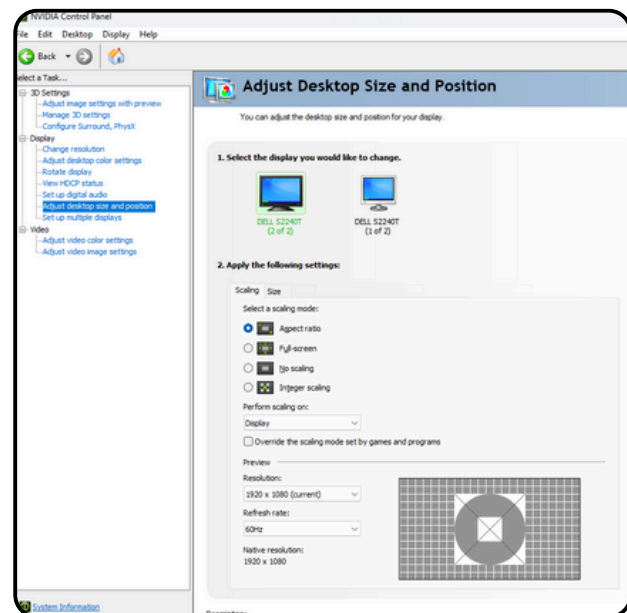 NVIDIA Control Panel
File Edit Desktop Display Help
Back
Select a Task...
3D Settings
Adjust image settings with preview
Manage 3D settings
Configure Surround, PhysX
Display
Change resolution
Adjust desktop color settings
Rotate display
View HDCP status
Set up digital audio
Adjust desktop size and position
Set up multiple displays
Video
Adjust video color settings
Adjust video image settings
System Information
Adjust Desktop Size and Position
You can adjust the desktop size and position for your display.
1. Select the display you would like to change.
DELL S2240T
(2 of 2)
DELL S2240T
(1 of 2)
2. Apply the following settings:
Scaling Size
Select a scaling mode:
Aspect ratio
Full-screen
No scaling
Integer scaling
Perform scaling on:
Display
Override the scaling mode set by games and programs
Preview
Resolution:
1920 x 1080 (current)
Refresh rate:
60Hz
Native resolution:
1920 x 1080